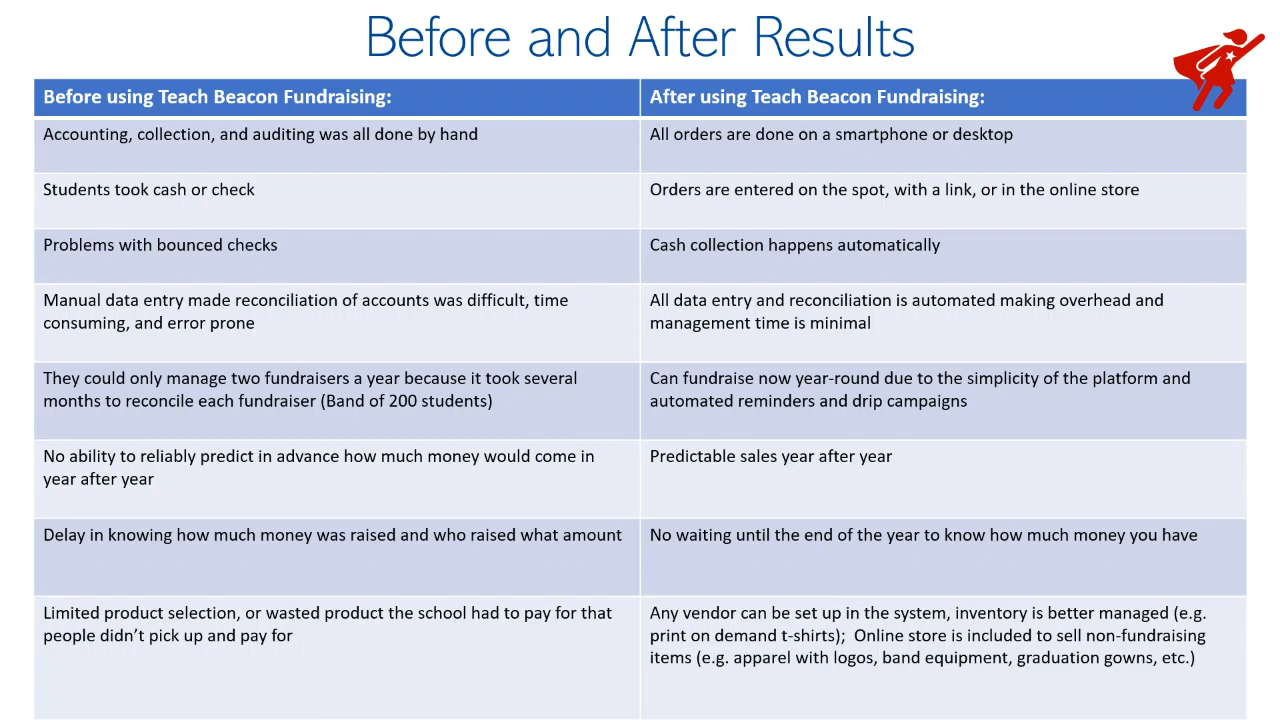 Before and After Results
Before using Teach Beacon Fundraising:
After using Teach Beacon Fundraising:
Accounting, collection, and auditing was all done by hand
All orders are done on a smartphone or desktop
Students took cash or check
Orders are entered on the spot, with a link, or in the online store
Problems with bounced checks
Cash collection happens automatically
Manual data entry made reconciliation of accounts was difficult, time
consuming, and error prone
All data entry and reconciliation is automated making overhead and
management time is minimal
They could only manage two fundraisers a year because it took several
months to reconcile each fundraiser (Band of 200 students)
Can fundraise now year-round due to the simplicity of the platform and
automated reminders and drip campaigns
No ability to reliably predict in advance how much money would come in
year after year
Predictable sales year after year
Delay in knowing how much money was raised and who raised what amount
No waiting until the end of the year to know how much money you have
Limited product selection, or wasted product the school had to pay for that
people didn’t pick up and pay for
Any vendor can be set up in the system, inventory is better managed (e.g.
print on demand t-shirts);  Online store is included to sell non-fundraising
items (e.g. apparel with logos, band equipment, graduation gowns, etc.)